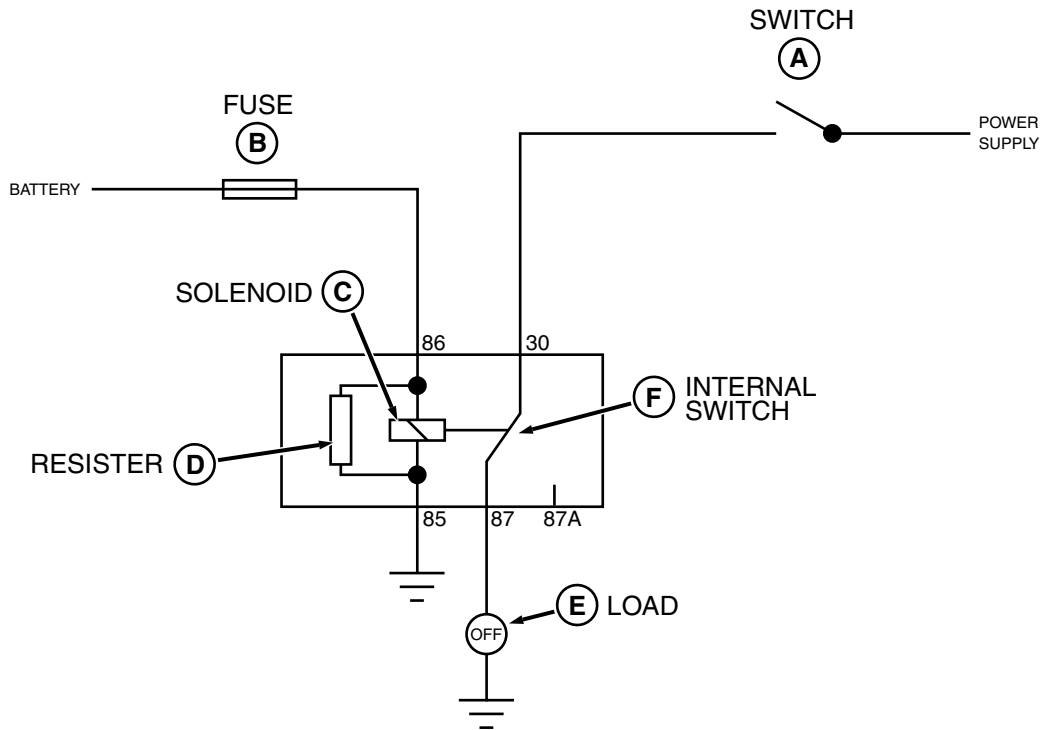 SWITCH
A
FUSE
B
POWER
SUPPLY
BATTERY
SOLENOID C
86
30
F INTERNAL
SWITCH
RESISTER D
85
87
87A
E LOAD
OFF